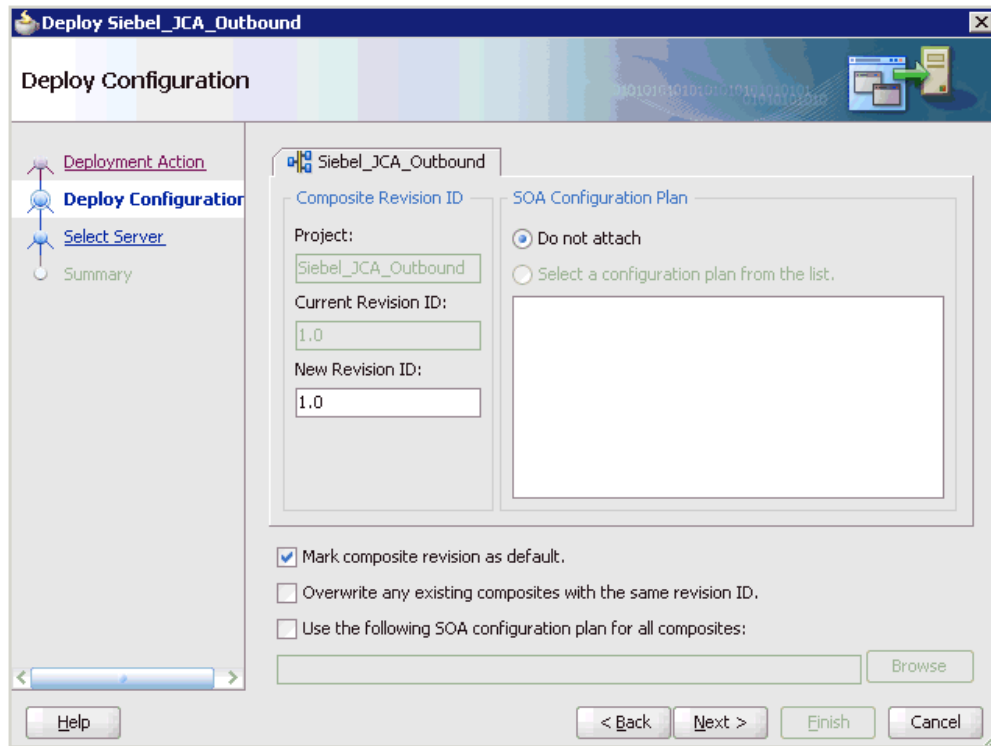 Deploy Siebel_JCA_Outbound
Deploy Configuration
Deployment Action
Deploy Configuration
Select Server
Summary
Siebel_JCA_Outbound
Composite Revision ID
Project:
Siebel_JCA_Outbound
Current Revision ID:
1.0
New Revision ID:
1.0
SOA Configuration Plan
Do not attach
Select a configuration plan from the list.
Mark composite revision as default.
Overwrite any existing composites with the same revision ID.
Use the following SOA configuration plan for all composites:
Browse
Help
< Back
Next >
Finish
Cancel